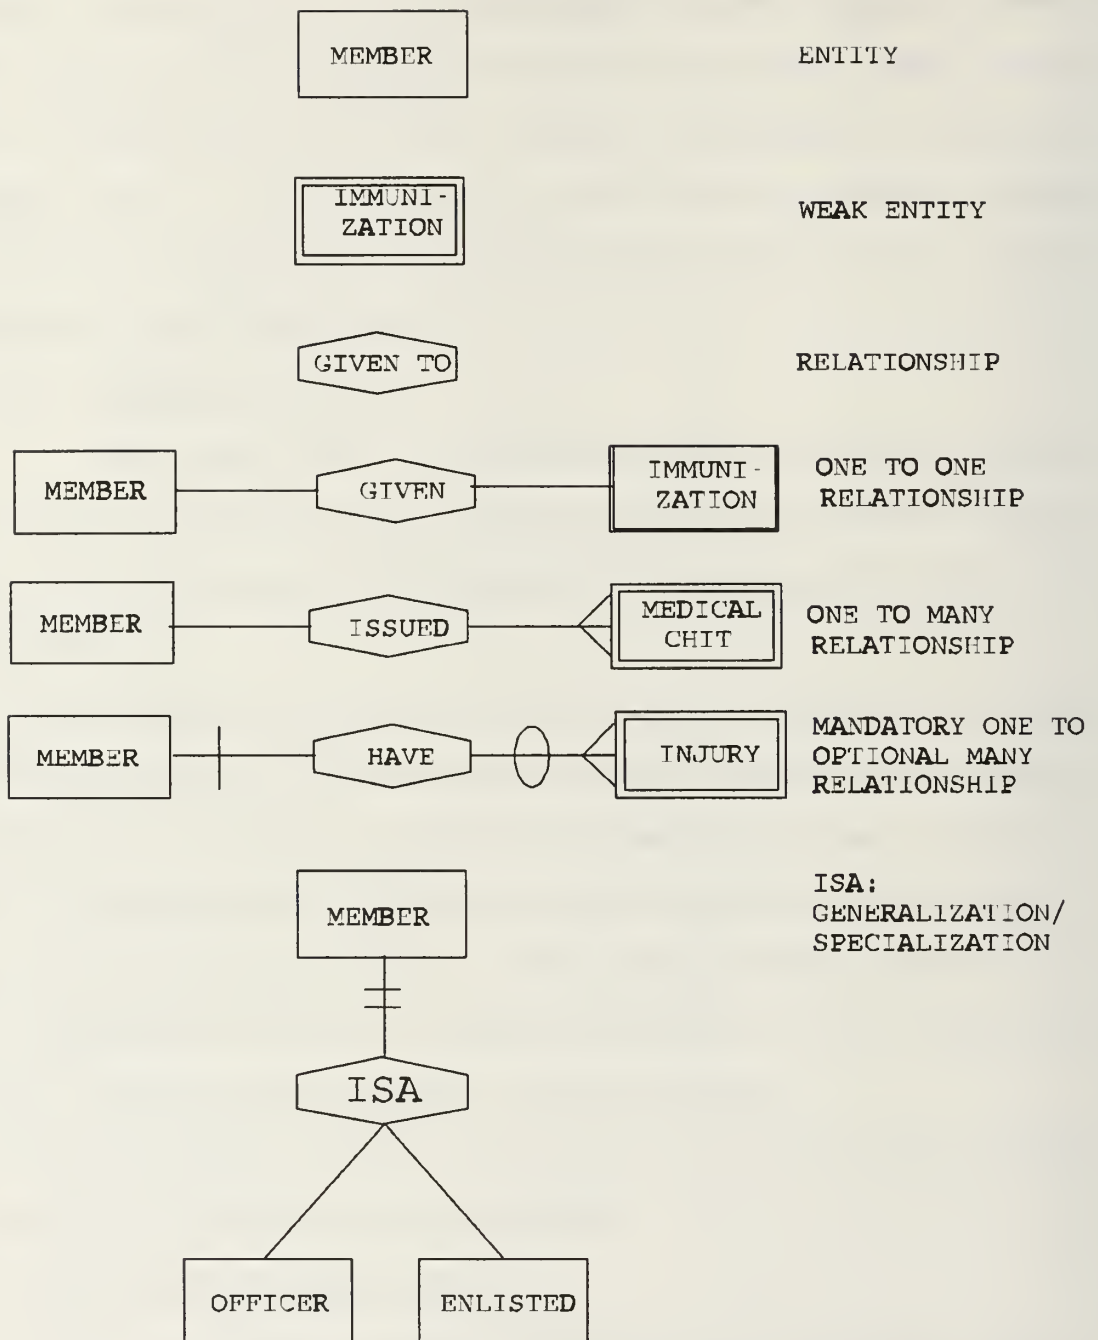 MEMBER
ENTITY
IMMUNI-
ZATION
WEAK ENTITY
GIVEN TO
RELATIONSHIP
MEMBER
GIVEN
IMMUNI-
ZATION
ONE TO ONE
RELATIONSHIP
MEMBER
ISSUED
MEDICAL
CHIT
ONE TO MANY
RELATIONSHIP
MEMBER
HAVE
INJURY
MANDATORY ONE TO
OPTIONAL MANY
RELATIONSHIP
MEMBER
ISA:
GENERALIZATION/
SPECIALIZATION
ISA
OFFICER
ENLISTED